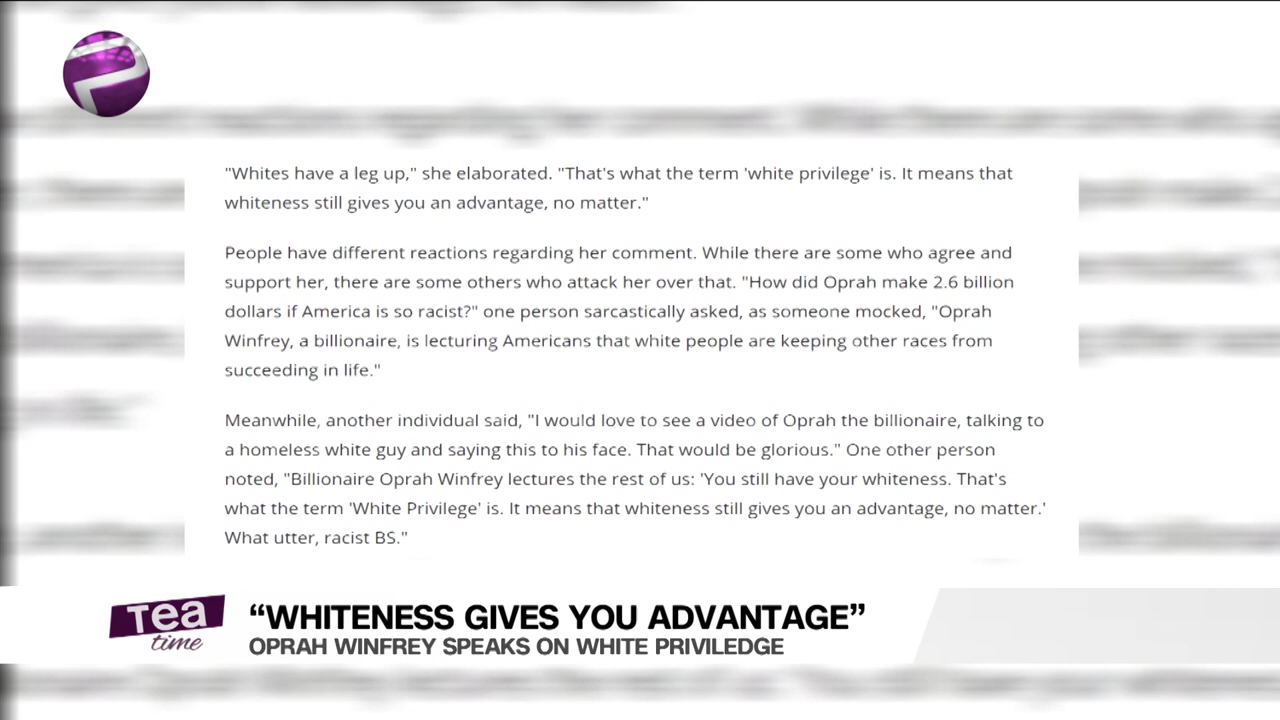 "Whites have a leg up," she elaborated. "That's what the term 'white privilege' is. It means that
whiteness still gives you an advantage, no matter."
People have different reactions regarding her comment. While there are some who agree and
support her, there are some others who attack her over that. "How did Oprah make 2.6 billion
dollars if America is so racist?" one person sarcastically asked, as someone mocked, "Oprah
Winfrey, a billionaire, is lecturing Americans that white people are keeping other races from
succeeding in life."
Meanwhile, another individual said, "I would love to see a video of Oprah the billionaire, talking to
a homeless white guy and saying this to his face. That would be glorious." One other person
noted, "Billionaire Oprah Winfrey lectures the rest of us: 'You still have your whiteness. That's
what the term 'White Privilege' is. It means that whiteness still gives you an advantage, no matter.'
What utter, racist BS."
Tea
time
“WHITENESS GIVES YOU ADVANTAGE”
OPRAH WINFREY SPEAKS ON WHITE PRIVILEDGE